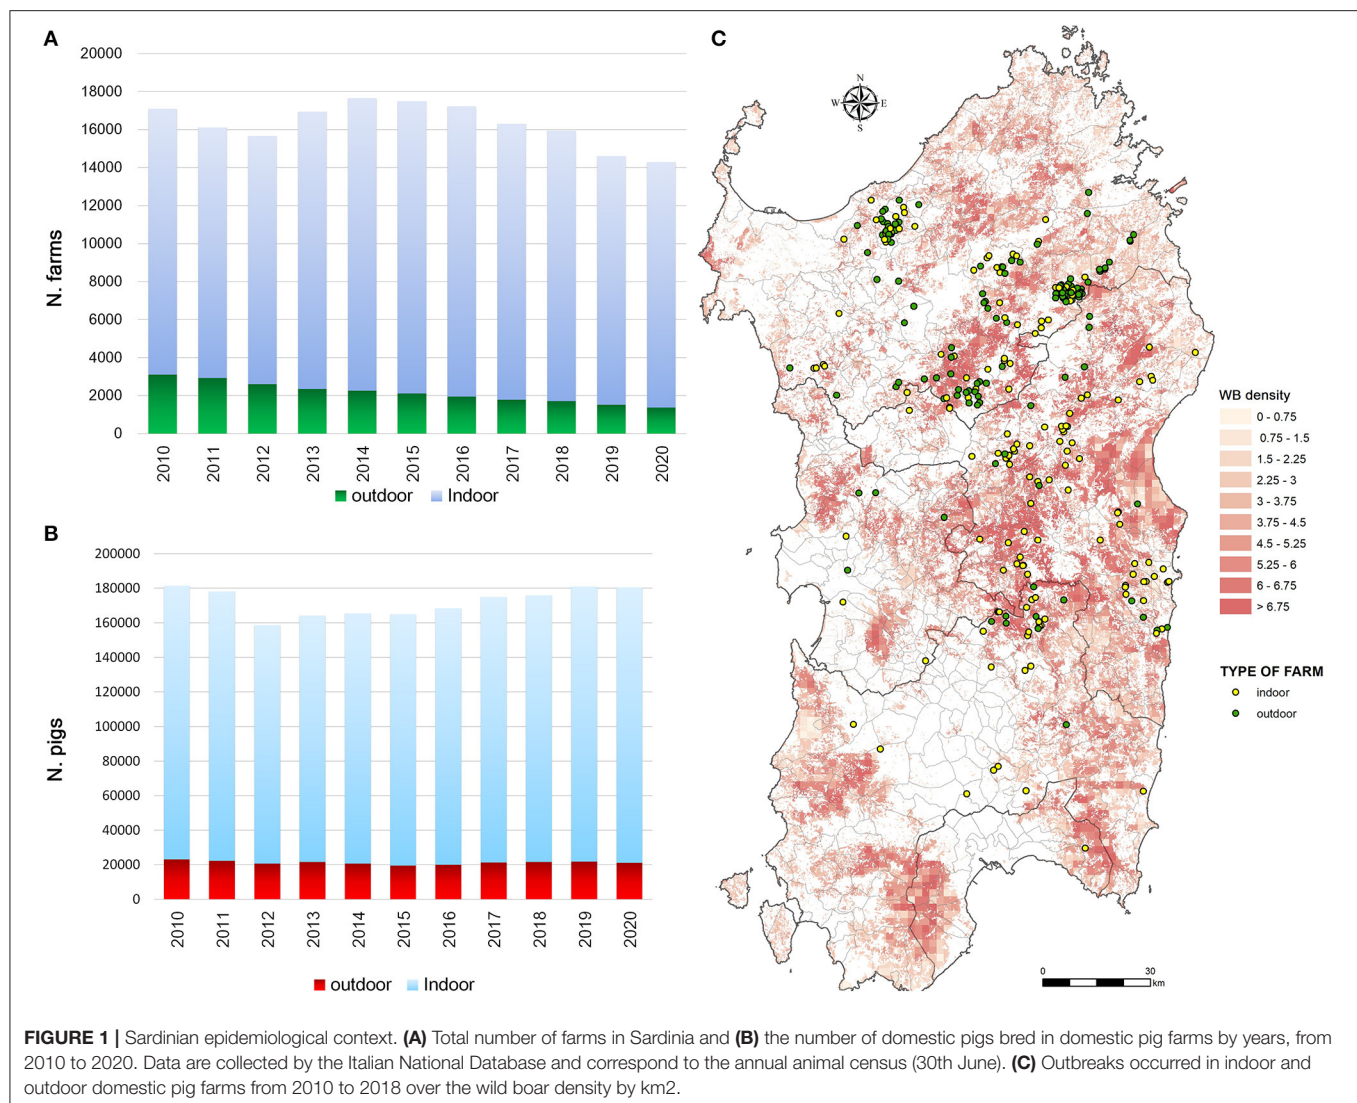 A
20000
18000
16000
14000
12000
10000
8000
6000
4000
2000
0
N. farms
2010 2011 2012 2013 2014 2015 2016 2017 2018 2019 2020
outdoor Indoor
B
200000
180000
160000
140000
120000
100000
80000
60000
40000
20000
0
N. pigs
2010 2011 2012 2013 2014 2015 2016 2017 2018 2019 2020
outdoor Indoor
C
N
W E
S
WB density
0 - 0.75
0.75 - 1.5
1.5 - 2.25
2.25 - 3
3 - 3.75
3.75 - 4.5
4.5 - 5.25
5.25 - 6
6 - 6.75
> 6.75
TYPE OF FARM
indoor
outdoor
0 30
km
FIGURE 1 | Sardinian epidemiological context. (A) Total number of farms in Sardinia and (B) the number of domestic pigs bred in domestic pig farms by years, from
2010 to 2020. Data are collected by the Italian National Database and correspond to the annual animal census (30th June). (C) Outbreaks occurred in indoor and
outdoor domestic pig farms from 2010 to 2018 over the wild boar density by km2.